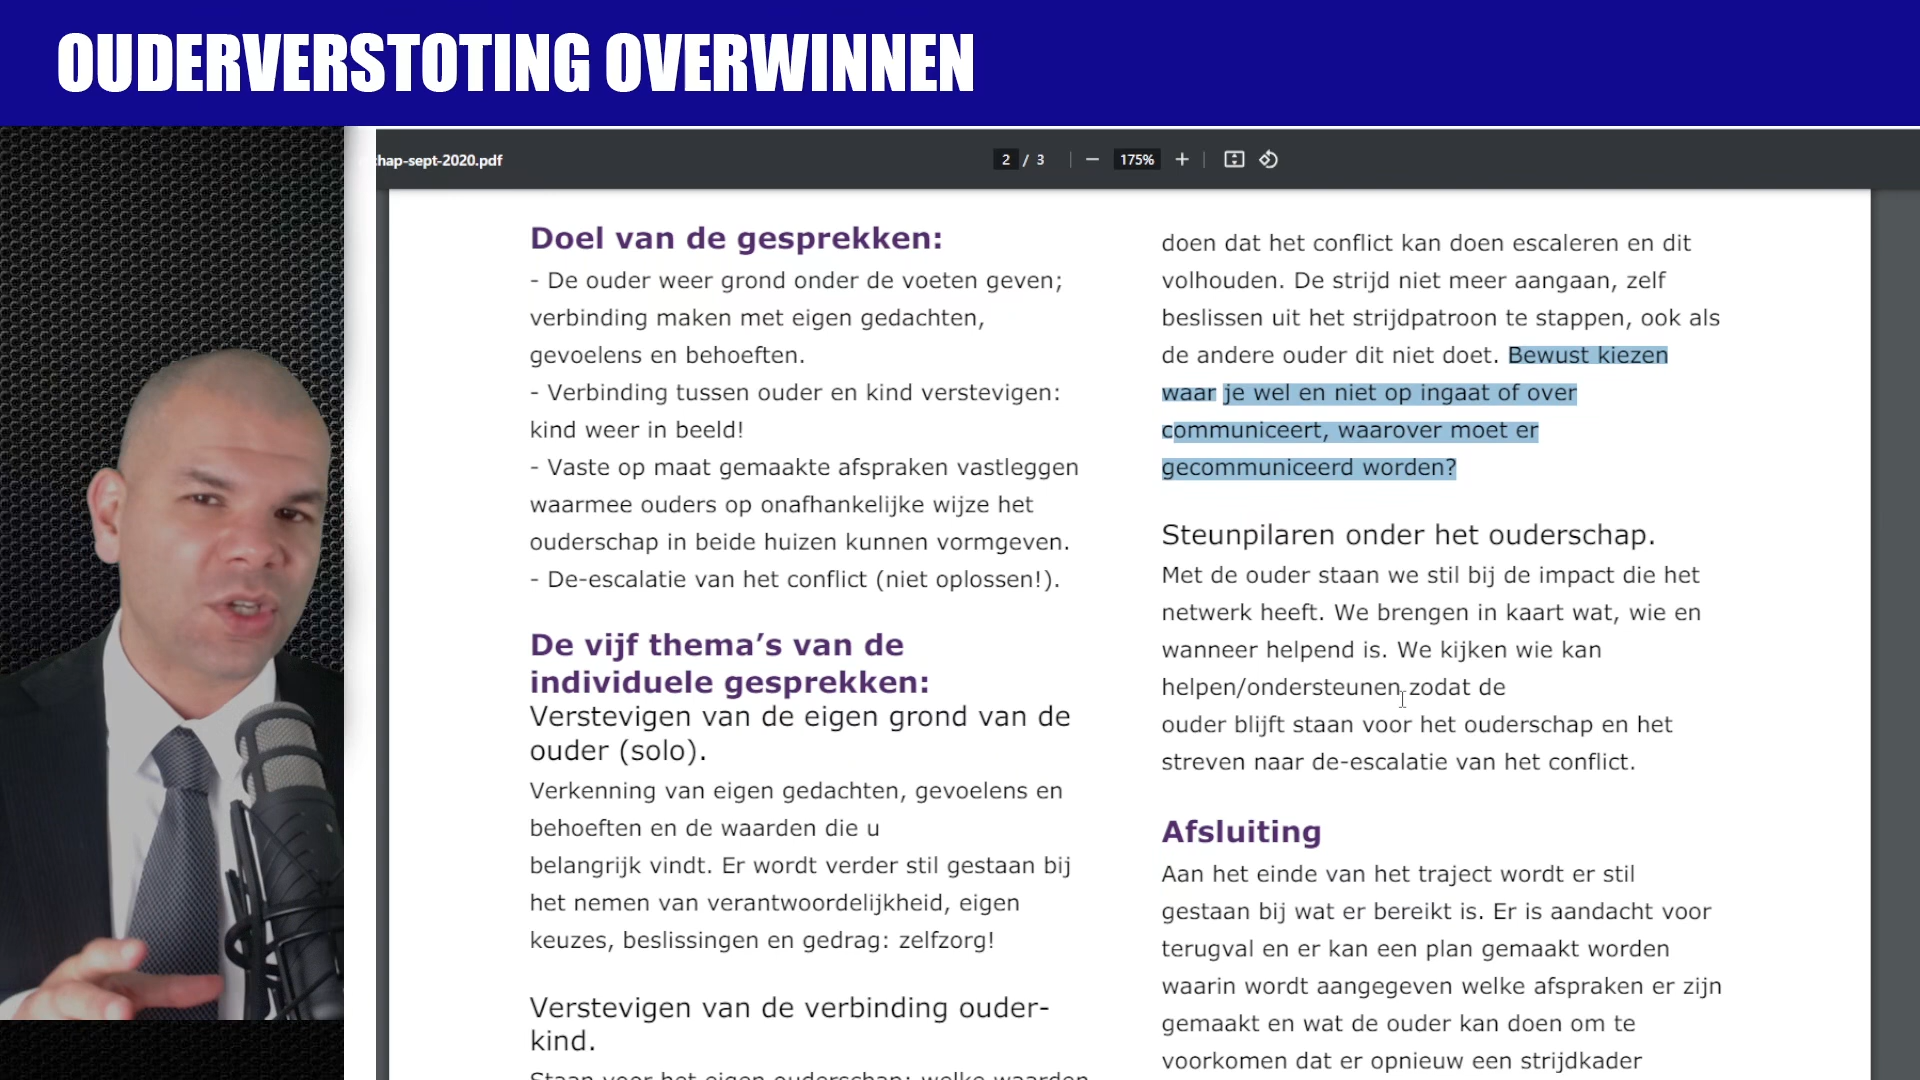 OUDERVERSTOTING OVERWINNEN
chap-sept-2020.pdf
2 / 3
175%
Doel van de gesprekken:
- De ouder weer grond onder de voeten geven;
verbinding maken met eigen gedachten,
gevoelens en behoeften.
- Verbinding tussen ouder en kind verstevigen:
kind weer in beeld!
- Vaste op maat gemaakte afspraken vastleggen
waarmee ouders op onafhankelijke wijze het
ouderschap in beide huizen kunnen vormgeven.
- De-escalatie van het conflict (niet oplossen!).
De vijf thema’s van de
individuele gesprekken:
Verstevigen van de eigen grond van de
ouder (solo).
Verkenning van eigen gedachten, gevoelens en
behoeften en de waarden die u
belangrijk vindt. Er wordt verder stil gestaan bij
het nemen van verantwoordelijkheid, eigen
keuzes, beslissingen en gedrag: zelfzorg!
Verstevigen van de verbinding ouder-
kind.
Staan voor het eigen ouderschap: welke waarden
doen dat het conflict kan doen escaleren en dit
volhouden. De strijd niet meer aangaan, zelf
beslissen uit het strijdpatroon te stappen, ook als
de andere ouder dit niet doet. Bewust kiezen
waar je wel en niet op ingaat of over
communiceert, waarover moet er
gecommuniceerd worden?
Steunpilaren onder het ouderschap.
Met de ouder staan we stil bij de impact die het
netwerk heeft. We brengen in kaart wat, wie en
wanneer helpend is. We kijken wie kan
helpen/ondersteunen zodat de
ouder blijft staan voor het ouderschap en het
streven naar de-escalatie van het conflict.
Afsluiting
Aan het einde van het traject wordt er stil
gestaan bij wat er bereikt is. Er is aandacht voor
terugval en er kan een plan gemaakt worden
waarin wordt aangegeven welke afspraken er zijn
gemaakt en wat de ouder kan doen om te
voorkomen dat er opnieuw een strijdkader